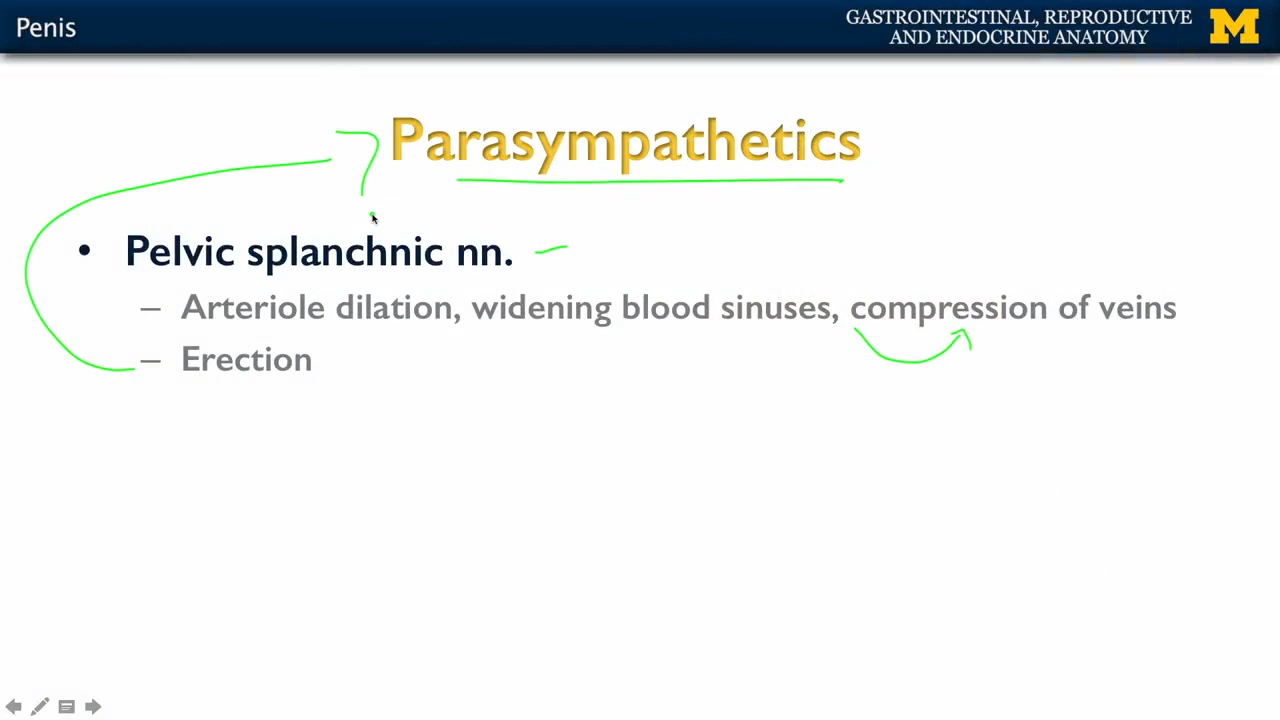 Penis
GASTROINTESTINAL, REPRODUCTIVE
AND ENDOCRINE ANATOMY
M
Parasympathetics
• Pelvic splanchnic nn.
– Arteriole dilation, widening blood sinuses, compression of veins
– Erection